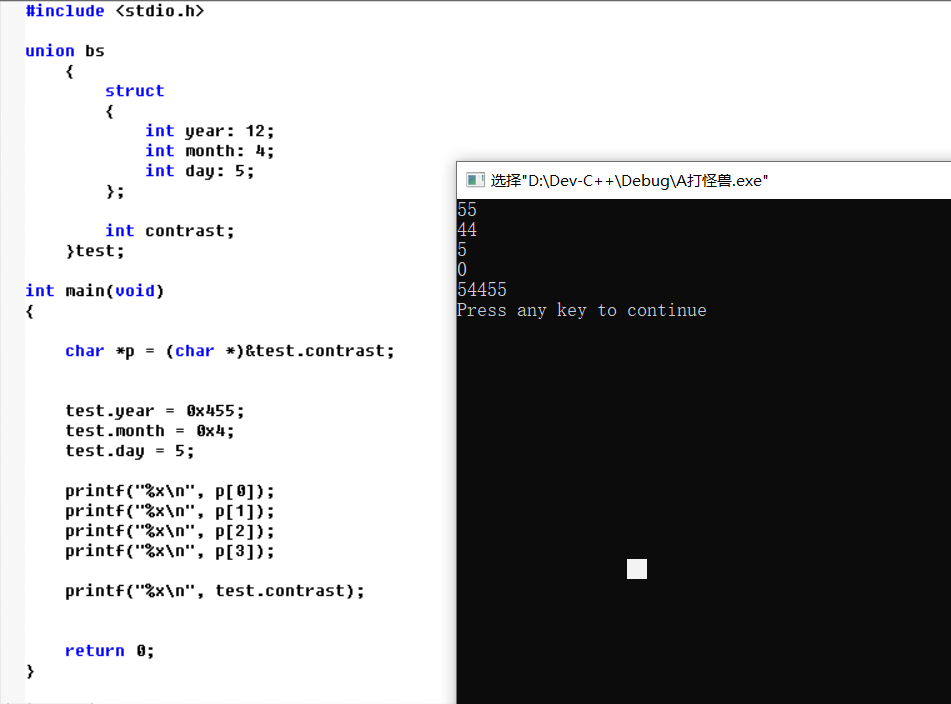 #include <stdio.h>
union bs
{
struct
{
int year: 12;
int month: 4;
int day: 5;
};
int contrast;
}test;
int main(void)
{
char *p = (char *)&test.contrast;
test.year = 0x455;
test.month = 0x4;
test.day = 5;
printf("%x\n", p[0]);
printf("%x\n", p[1]);
printf("%x\n", p[2]);
printf("%x\n", p[3]);
printf("%x\n", test.contrast);
return 0;
}
选择"D:\Dev-C++\Debug\A打怪兽.exe"
55
44
5
0
54455
Press any key to continue